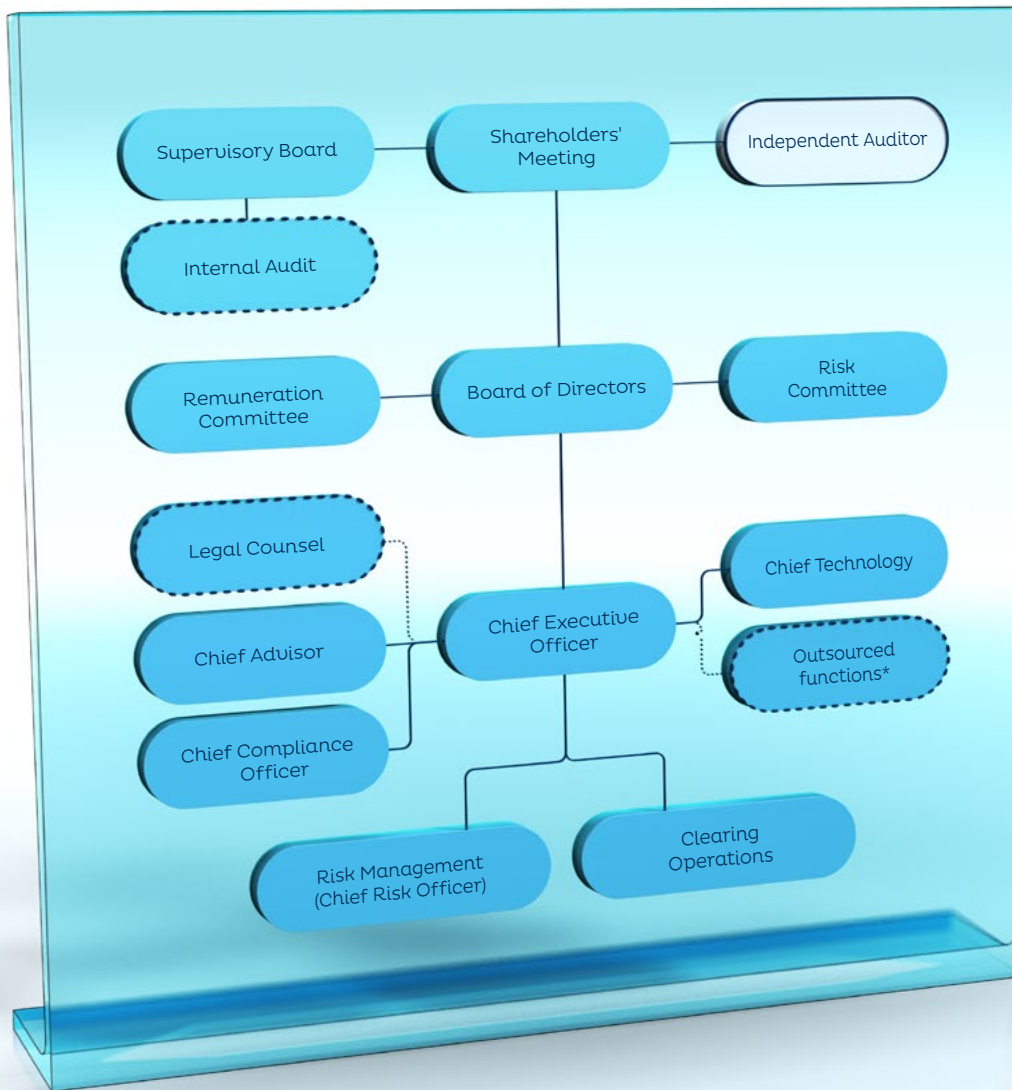 Supervisory Board
Shareholders'
Meeting
Independent Auditor
Internal Audit
Remuneration
Committee
Board of Directors
Risk
Committee
Legal Counsel
Chief Advisor
Chief Compliance
Officer
Chief Executive
Officer
Chief Technology
Outsourced
functions*
Risk Management
(Chief Risk Officer)
Clearing
Operations